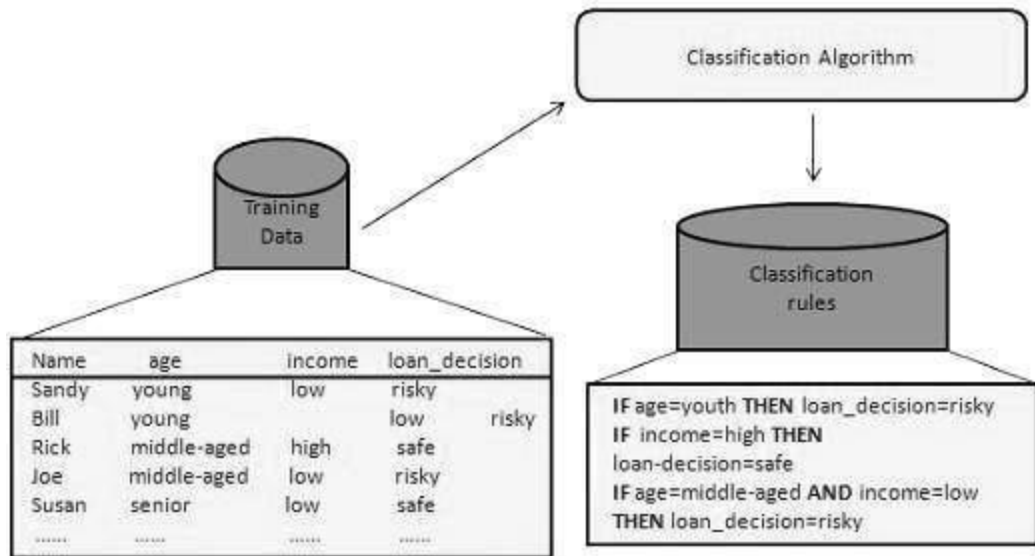 Classification Algorithm
Training
Data
Classification
rules
Name age income loan_decision
Sandy young low risky
Bill young low risky
Rick middle-aged high safe
Joe middle-aged low risky
Susan senior low safe
...... ...... ...... ......
IF age=youth THEN loan_decision=risky
IF income=high THEN
loan-decision=safe
IF age=middle-aged AND income=low
THEN loan_decision=risky